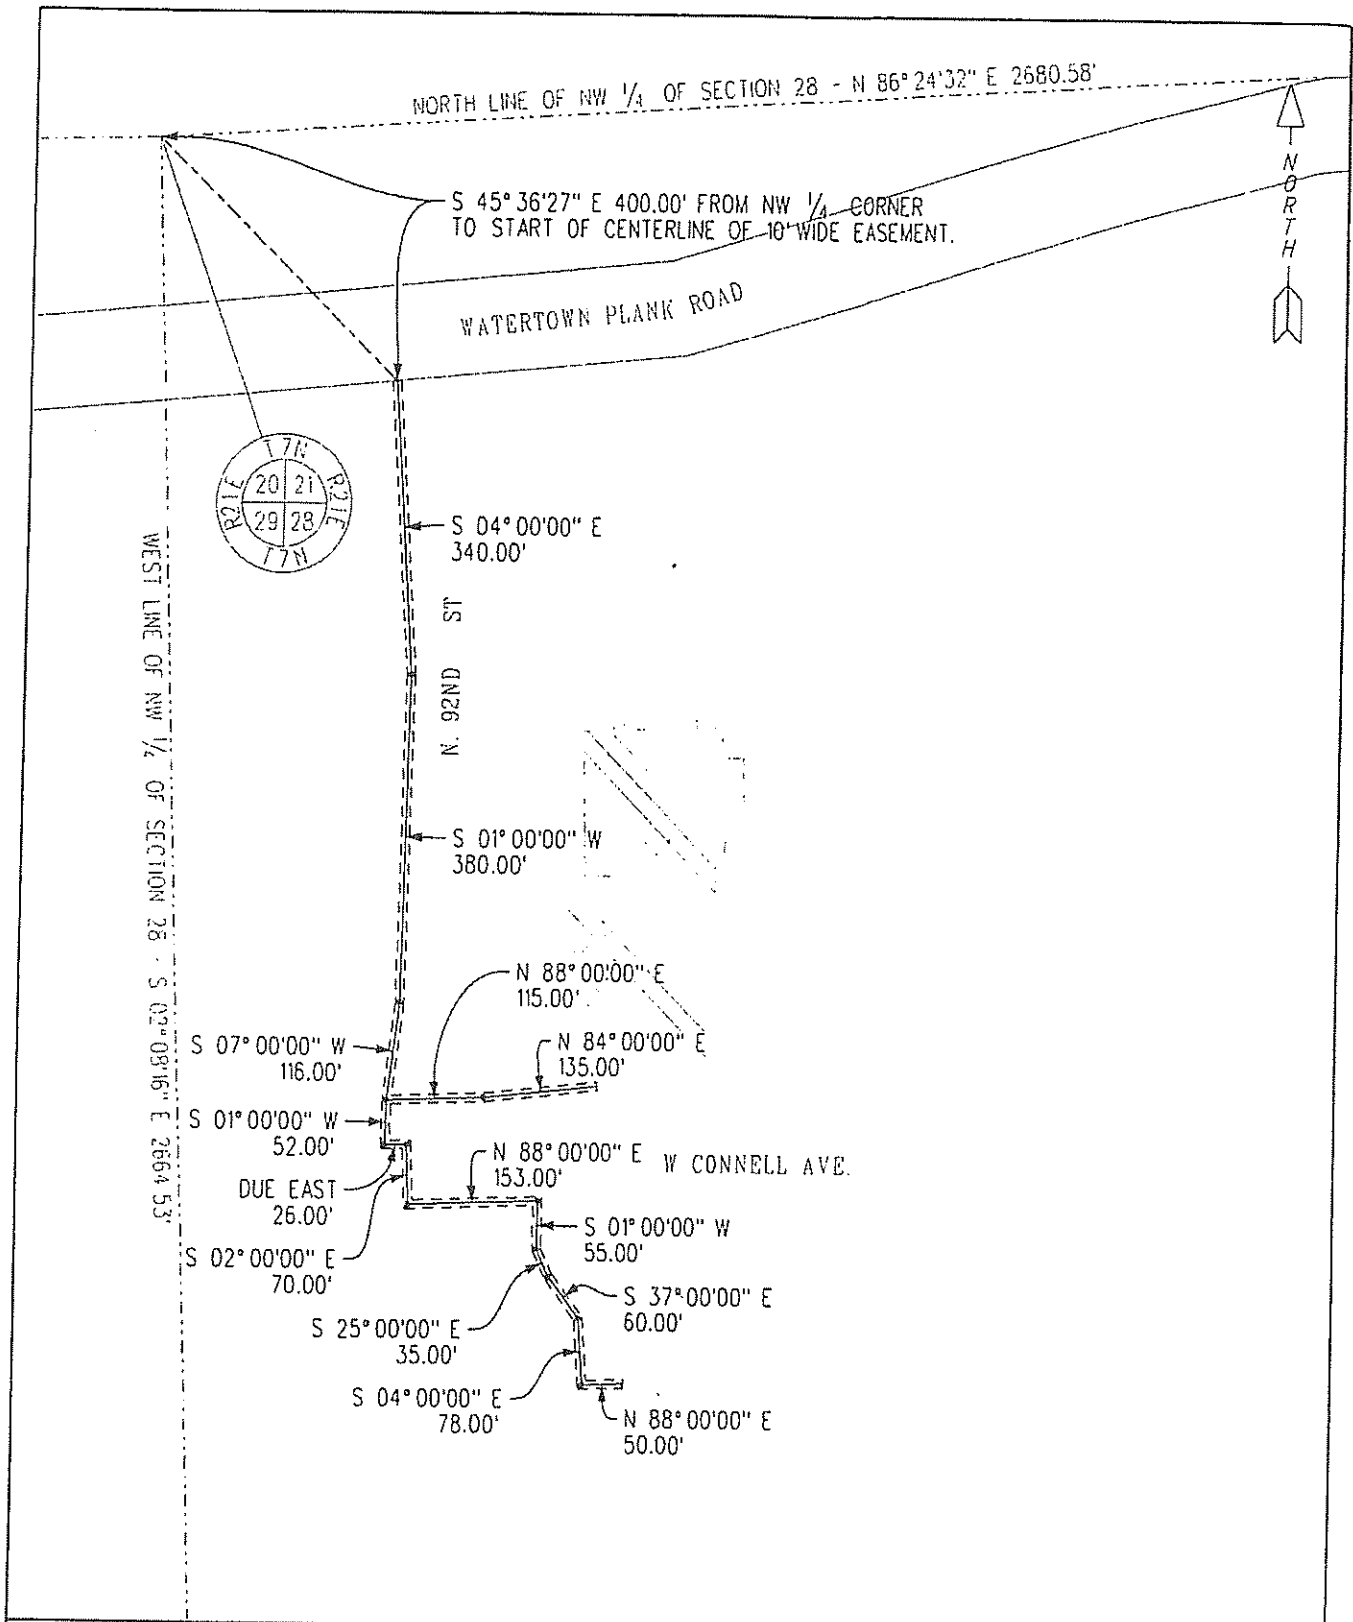 NORTH LINE OF NW 1/4 OF SECTION 28 - N 86°24'32" E 2680.58'
NORTH
S 45°36'27" E 400.00' FROM NW 1/4 CORNER
TO START OF CENTERLINE OF 10' WIDE EASEMENT.
WATERTOWN PLANK ROAD
T7N
R21E
20 21
R21E
29 28
T7N
S 04°00'00" E
340.00'
N. 92ND ST
WEST LINE OF NW 1/4 OF SECTION 28 - S 02°08'16" E 2664.53'
S 01°00'00" W
380.00'
N 88°00'00" E
115.00'
S 07°00'00" W
116.00'
N 84°00'00" E
135.00'
S 01°00'00" W
52.00'
N 88°00'00" E
153.00'
W CONNELL AVE.
DUE EAST
26.00'
S 01°00'00" W
55.00'
S 02°00'00" E
70.00'
S 37°00'00" E
60.00'
S 25°00'00" E
35.00'
S 04°00'00" E
78.00'
N 88°00'00" E
50.00'